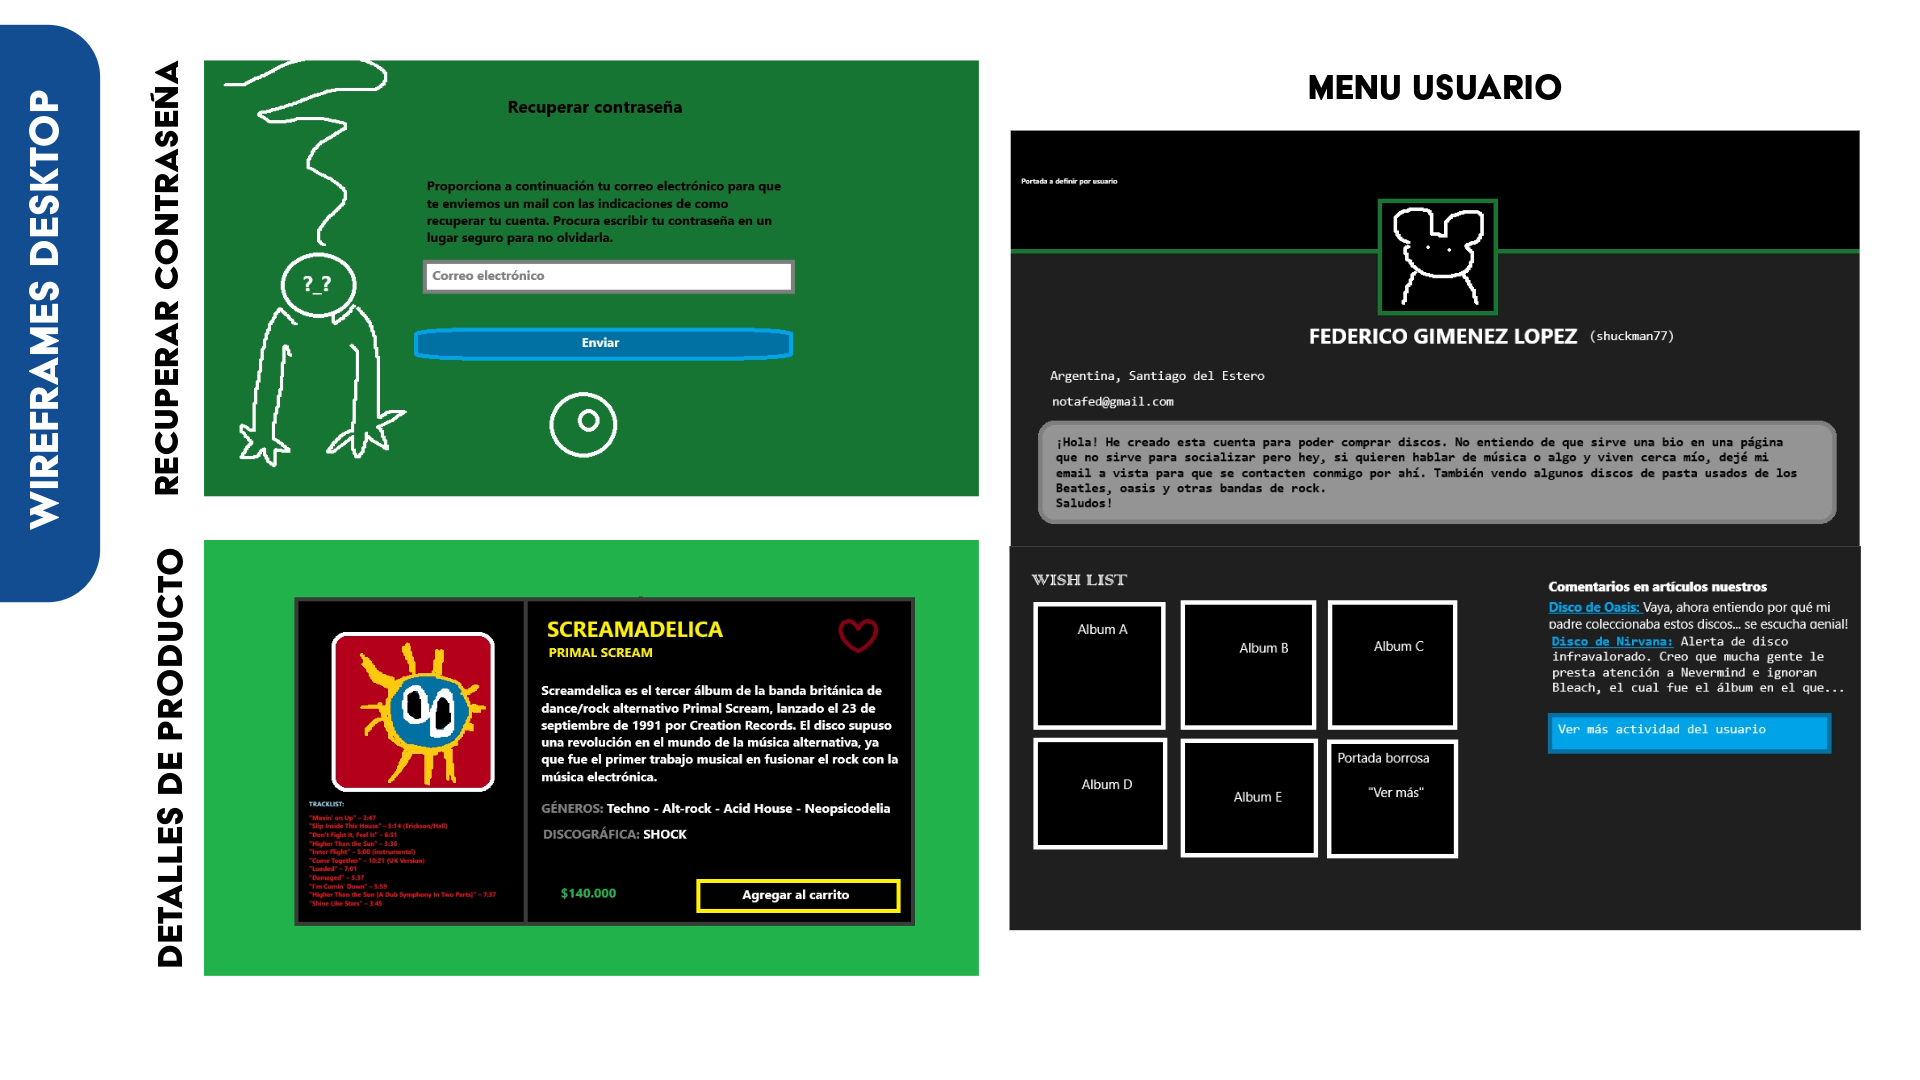 WIREFRAMES DESKTOP
RECUPERAR CONTRASEÑA
Recuperar contraseña
Proporciona a continuación tu correo electrónico para que
te enviemos un mail con las indicaciones de como
recuperar tu cuenta. Procura escribir tu contraseña en un
lugar seguro para no olvidarla.
Correo electrónico
?_?
Enviar
DETALLES DE PRODUCTO
SCREAMADELICA
PRIMAL SCREAM
Screamdelica es el tercer álbum de la banda británica de
dance/rock alternativo Primal Scream, lanzado el 23 de
septiembre de 1991 por Creation Records. El disco supuso
una revolución en el mundo de la música alternativa, ya
que fue el primer trabajo musical en fusionar el rock con la
música electrónica.
GÉNEROS: Techno - Alt-rock - Acid House - Neopsicodelia
DISCOGRÁFICA: SHOCK
$140.000
Agregar al carrito
TRACKLIST:
"Movin' on Up" – 3:47
"Slip Inside This House" – 5:14 (Erickson/Hall)
"Don't Fight It, Feel It" – 6:51
"Higher Than the Sun" – 3:36
"Inner Flight" – 5:00 (instrumental)
"Come Together" – 10:21 (UK Version)
"Loaded" – 7:01
"Damaged" – 5:37
"I'm Comin' Down" – 5:59
"Higher Than the Sun (A Dub Symphony in Two Parts)" – 7:37
"Shine Like Stars" – 3:45
MENU USUARIO
Portada a definir por usuario
FEDERICO GIMENEZ LOPEZ (shuckman77)
Argentina, Santiago del Estero
notafed@gmail.com
¡Hola! He creado esta cuenta para poder comprar discos. No entiendo de que sirve una bio en una página
que no sirve para socializar pero hey, si quieren hablar de música o algo y viven cerca mío, dejé mi
email a vista para que se contacten conmigo por ahí. También vendo algunos discos de pasta usados de los
Beatles, oasis y otras bandas de rock.
Saludos!
WISH LIST
Album A
Album B
Album C
Album D
Album E
Portada borrosa
"Ver más"
Comentarios en artículos nuestros
Disco de Oasis: Vaya, ahora entiendo por qué mi
padre coleccionaba estos discos... se escucha genial!
Disco de Nirvana: Alerta de disco
infravalorado. Creo que mucha gente le
presta atención a Nevermind e ignoran
Bleach, el cual fue el álbum en el que...
Ver más actividad del usuario